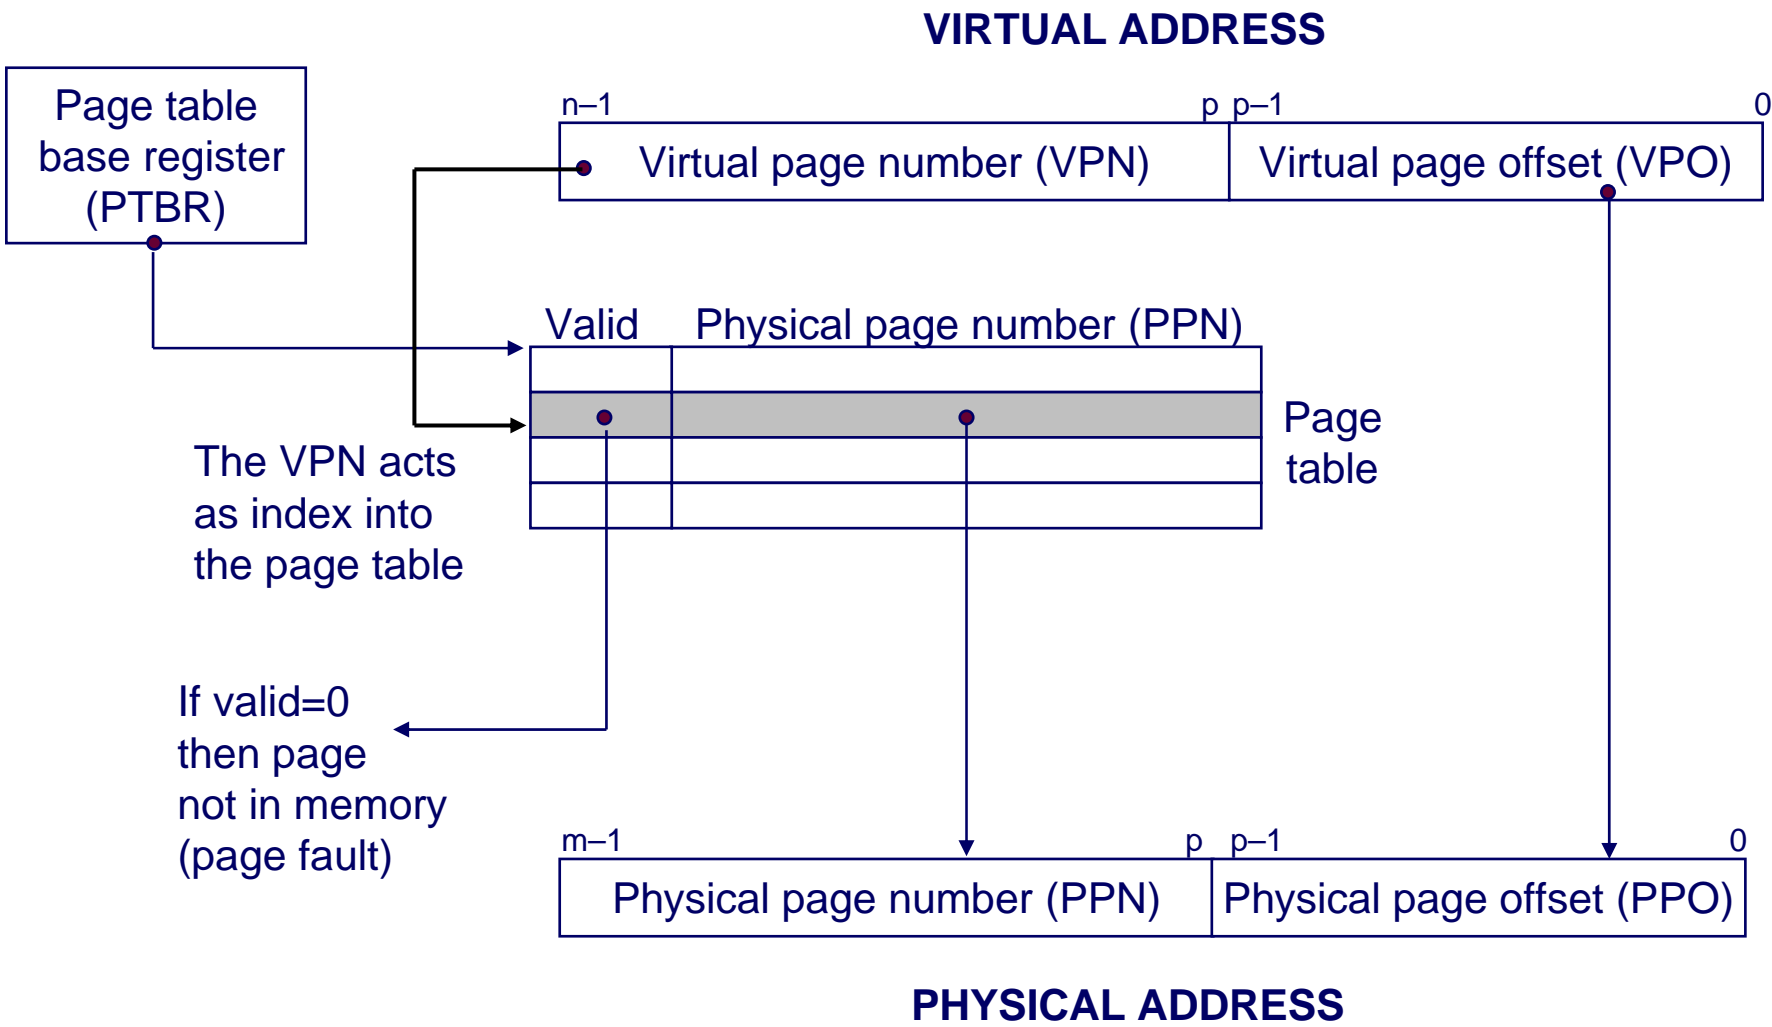 VIRTUAL ADDRESS
Page table
base register
(PTBR)
n–1 p p–1 0
Virtual page number (VPN) Virtual page offset (VPO)
Valid Physical page number (PPN)
Page
table
The VPN acts
as index into
the page table
If valid=0
then page
not in memory
(page fault)
m–1 p p–1 0
Physical page number (PPN) Physical page offset (PPO)
PHYSICAL ADDRESS